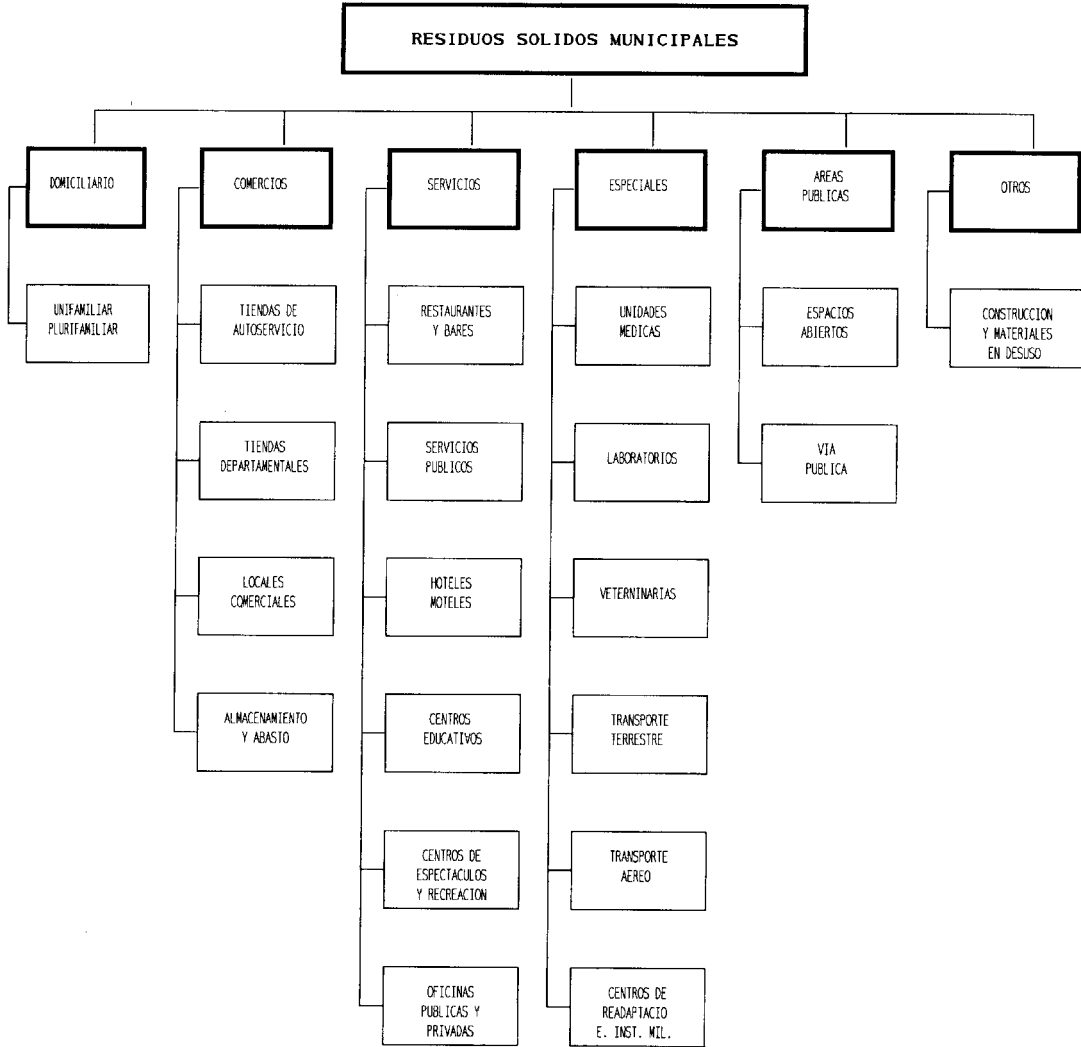 RESIDUOS SOLIDOS MUNICIPALES
DOMICILIARIO
COMERCIOS
SERVICIOS
ESPECIALES
AREAS
PUBLICAS
OTROS
UNIFAMILIAR
PLURIFAMILIAR
TIENDAS DE
AUTOSERVICIO
RESTAURANTES
Y BARES
UNIDADES
MEDICAS
ESPACIOS
ABIERTOS
CONSTRUCCION
Y MATERIALES
EN DESUSO
TIENDAS
DEPARTAMENTALES
SERVICIOS
PUBLICOS
LABORATORIOS
VIA
PUBLICA
LOCALES
COMERCIALES
HOTELES
MOTELES
VETERNINARIAS
ALMACENAMIENTO
Y ABASTO
CENTROS
EDUCATIVOS
TRANSPORTE
TERRESTRE
CENTROS DE
ESPECTACULOS
Y RECREACION
TRANSPORTE
AEREO
OFICINAS
PUBLICAS Y
PRIVADAS
CENTROS DE
READAPTACIO
E. INST. MIL.